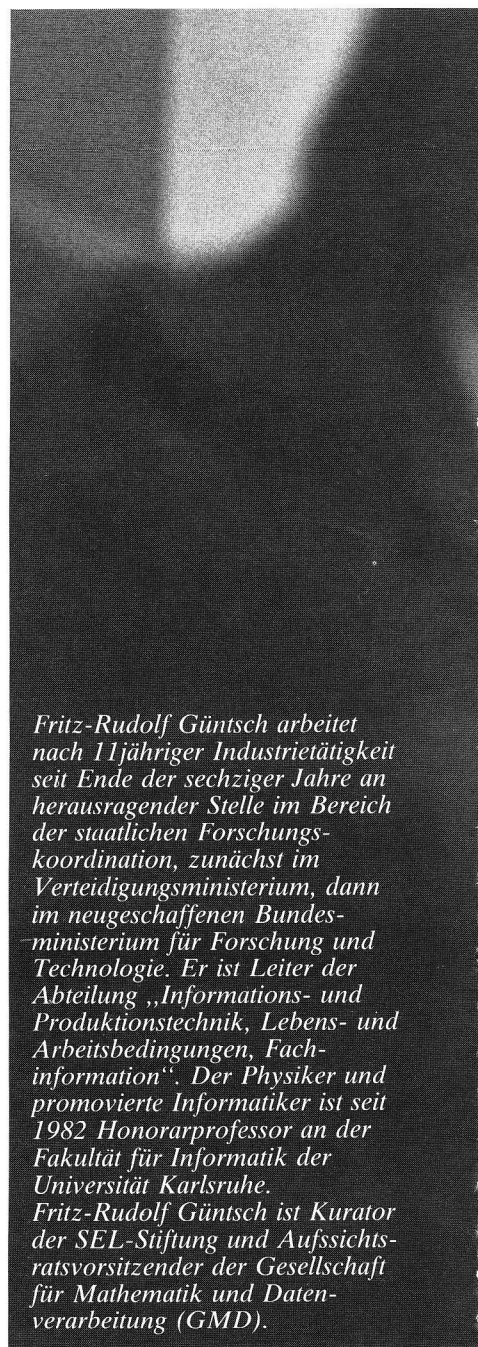 Fritz-Rudolf Güntsch arbeitet
nach 11jähriger Industrietätigkeit
seit Ende der sechziger Jahre an
herausragender Stelle im Bereich
der staatlichen Forschungs-
koordination, zunächst im
Verteidigungsministerium, dann
im neugeschaffenen Bundes-
ministerium für Forschung und
Technologie. Er ist Leiter der
Abteilung „Informations- und
Produktionstechnik, Lebens- und
Arbeitsbedingungen, Fach-
information“. Der Physiker und
promovierte Informatiker ist seit
1982 Honorarprofessor an der
Fakultät für Informatik der
Universität Karlsruhe.
Fritz-Rudolf Güntsch ist Kurator
der SEL-Stiftung und Aufssichts-
ratsvorsitzender der Gesellschaft
für Mathematik und Daten-
verarbeitung (GMD).